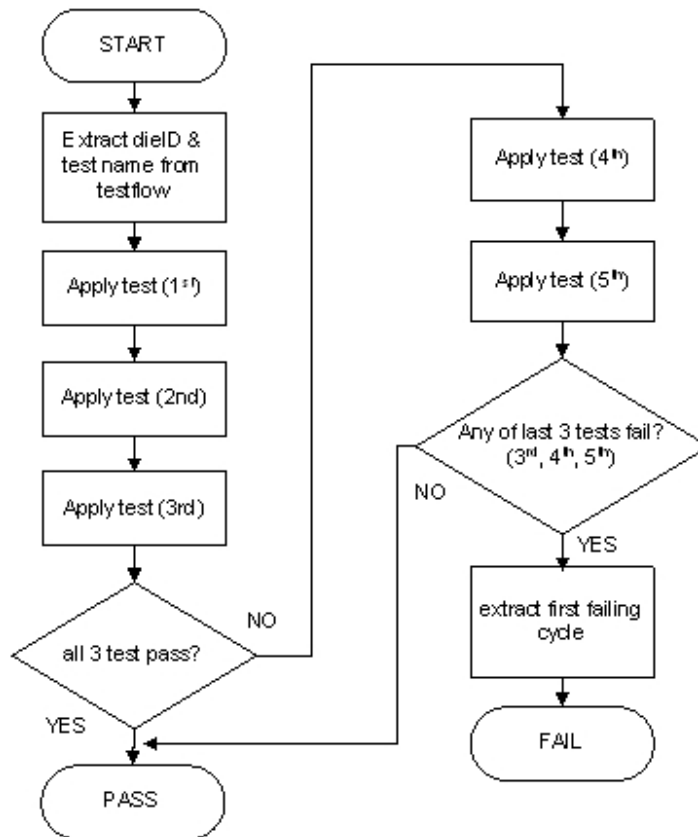 START
Extract dieID &
test name from
testflow
Apply test (1ˢᵗ)
Apply test (2nd)
Apply test (3rd)
all 3 test pass?
NO
YES
PASS
Apply test (4ᵗʰ)
Apply test (5ᵗʰ)
Any of last 3 tests fail?
(3ʳᵈ, 4ᵗʰ, 5ᵗʰ)
NO
YES
extract first failing
cycle
FAIL